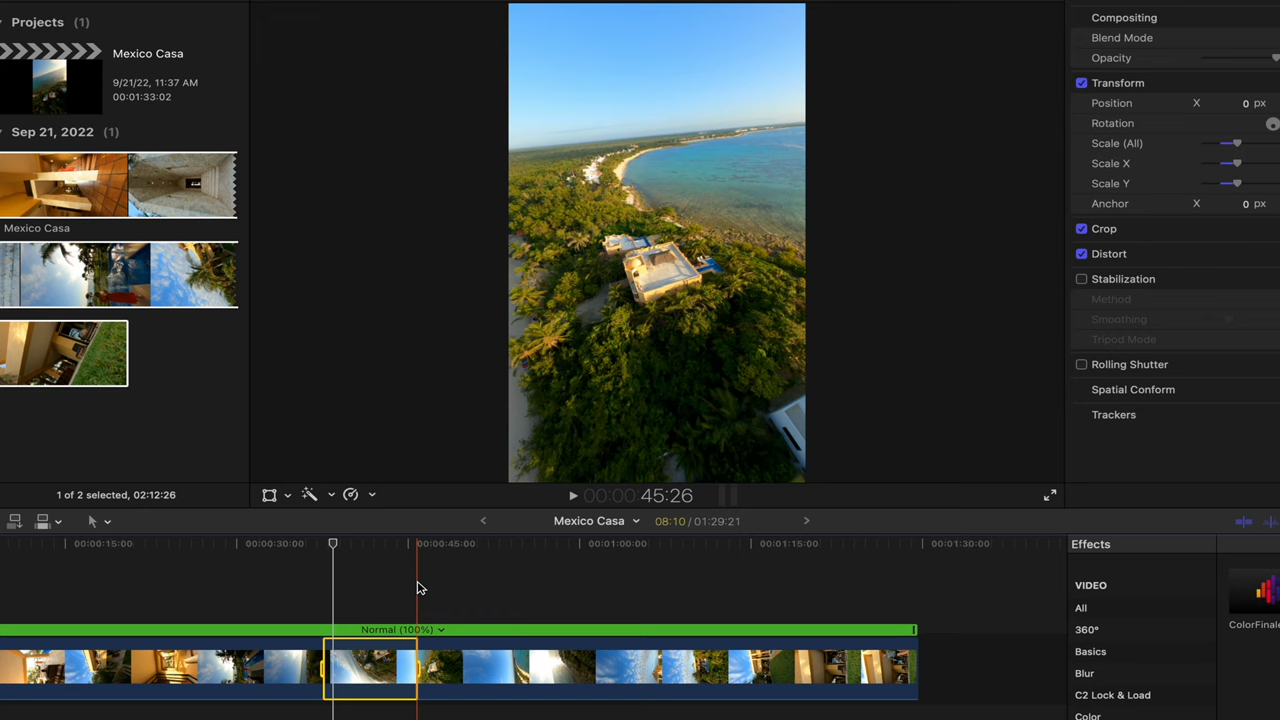 Projects (1)
Mexico Casa
9/21/22, 11:37 AM
00:01:33:02
Sep 21, 2022 (1)
Mexico Casa
1 of 2 selected, 02:12:26
00:00:45:26
Compositing
Blend Mode
Opacity
Transform
Position X 0 px
Rotation
Scale (All)
Scale X
Scale Y
Anchor X 0 px
Crop
Distort
Stabilization
Method
Smoothing
Tripod Mode
Rolling Shutter
Spatial Conform
Trackers
Mexico Casa 08:10 / 01:29:21
00:00:15:00 00:00:30:00 00:00:45:00 00:01:00:00 00:01:15:00 00:01:30:00
Normal (100%)
Effects
VIDEO
All
360°
Basics
Blur
C2 Lock & Load
Color
ColorFinale